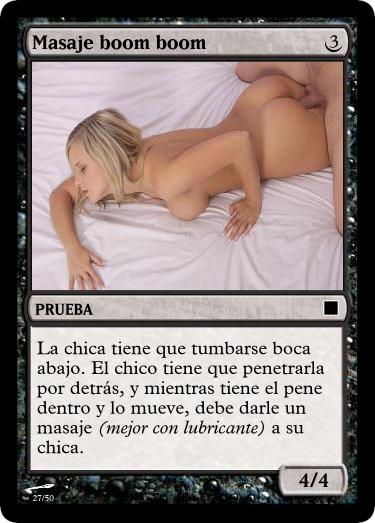 Masaje boom boom 3
PRUEBA
La chica tiene que tumbarse boca
abajo. El chico tiene que penetrarla
por detrás, y mientras tiene el pene
dentro y lo mueve, debe darle un
masaje (mejor con lubricante) a su
chica.
4/4
27/50